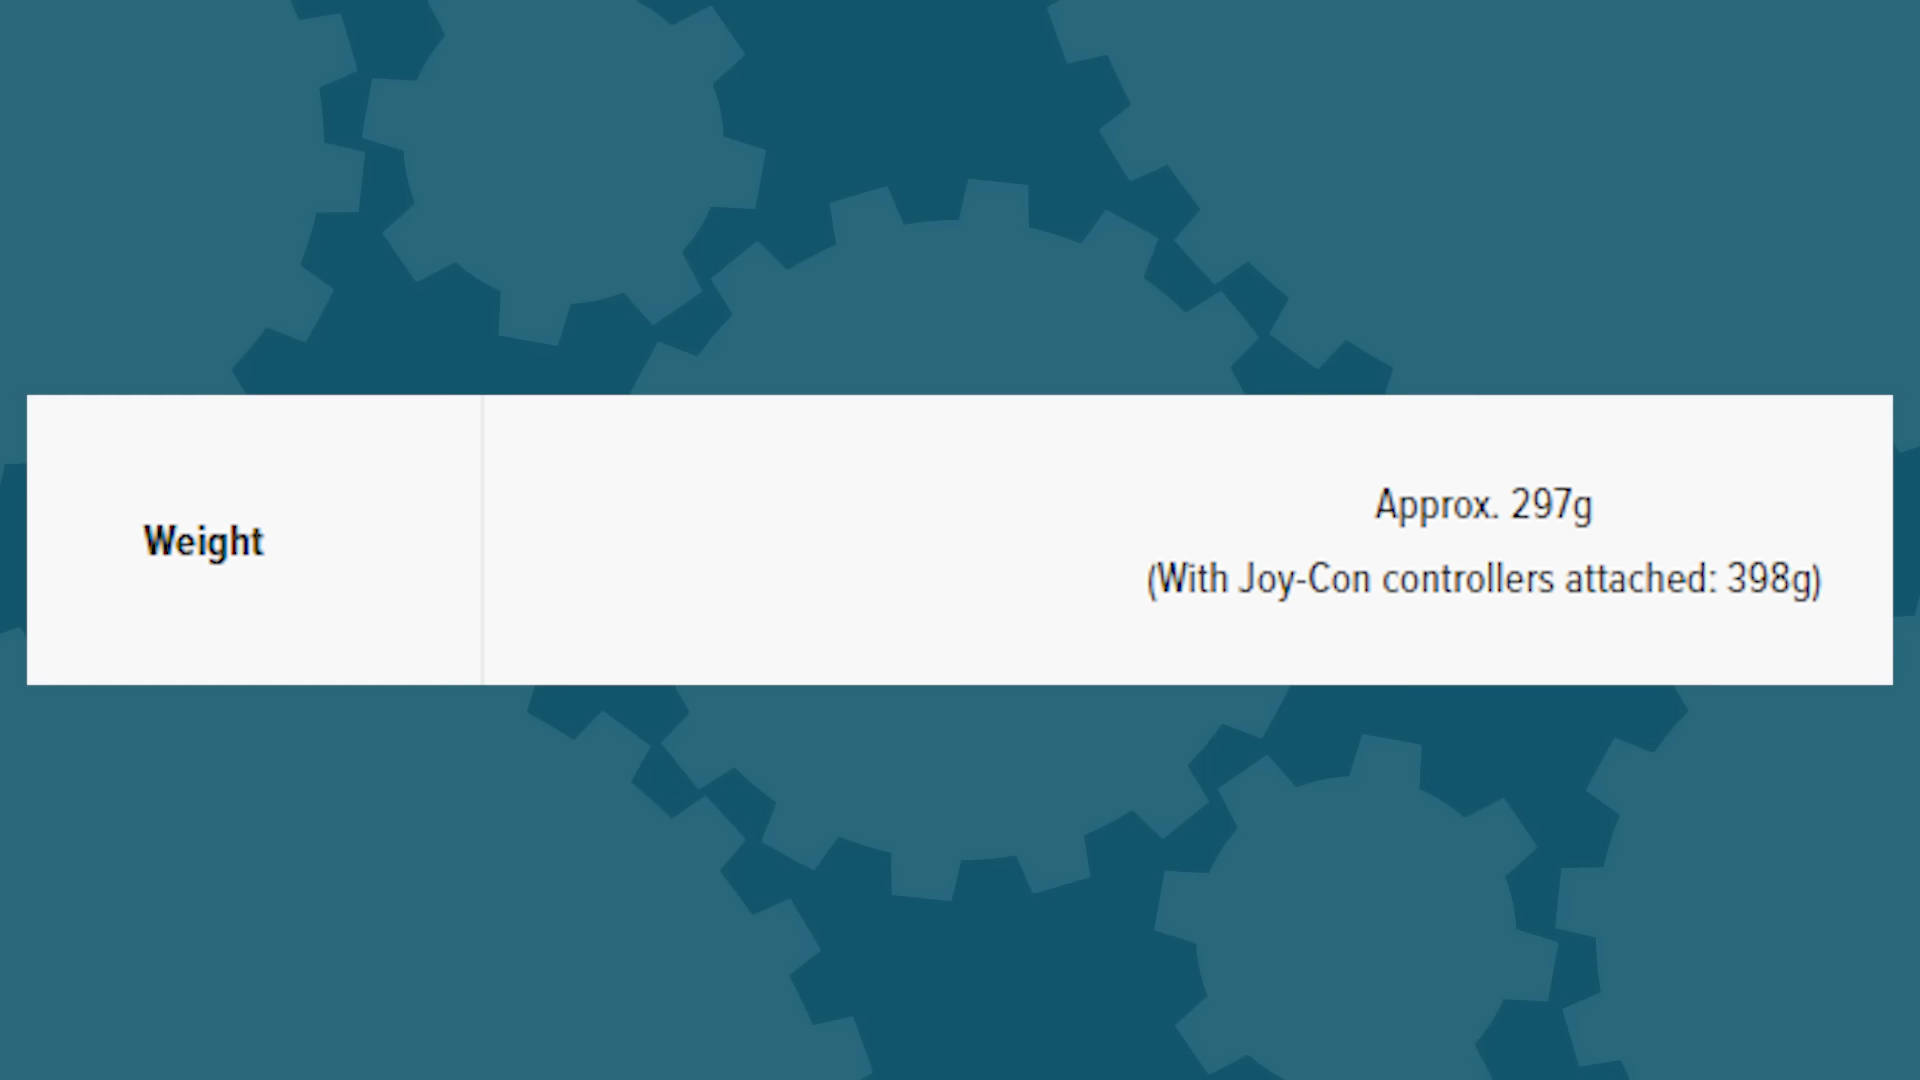 Weight
Approx. 297g
(With Joy-Con controllers attached: 398g)